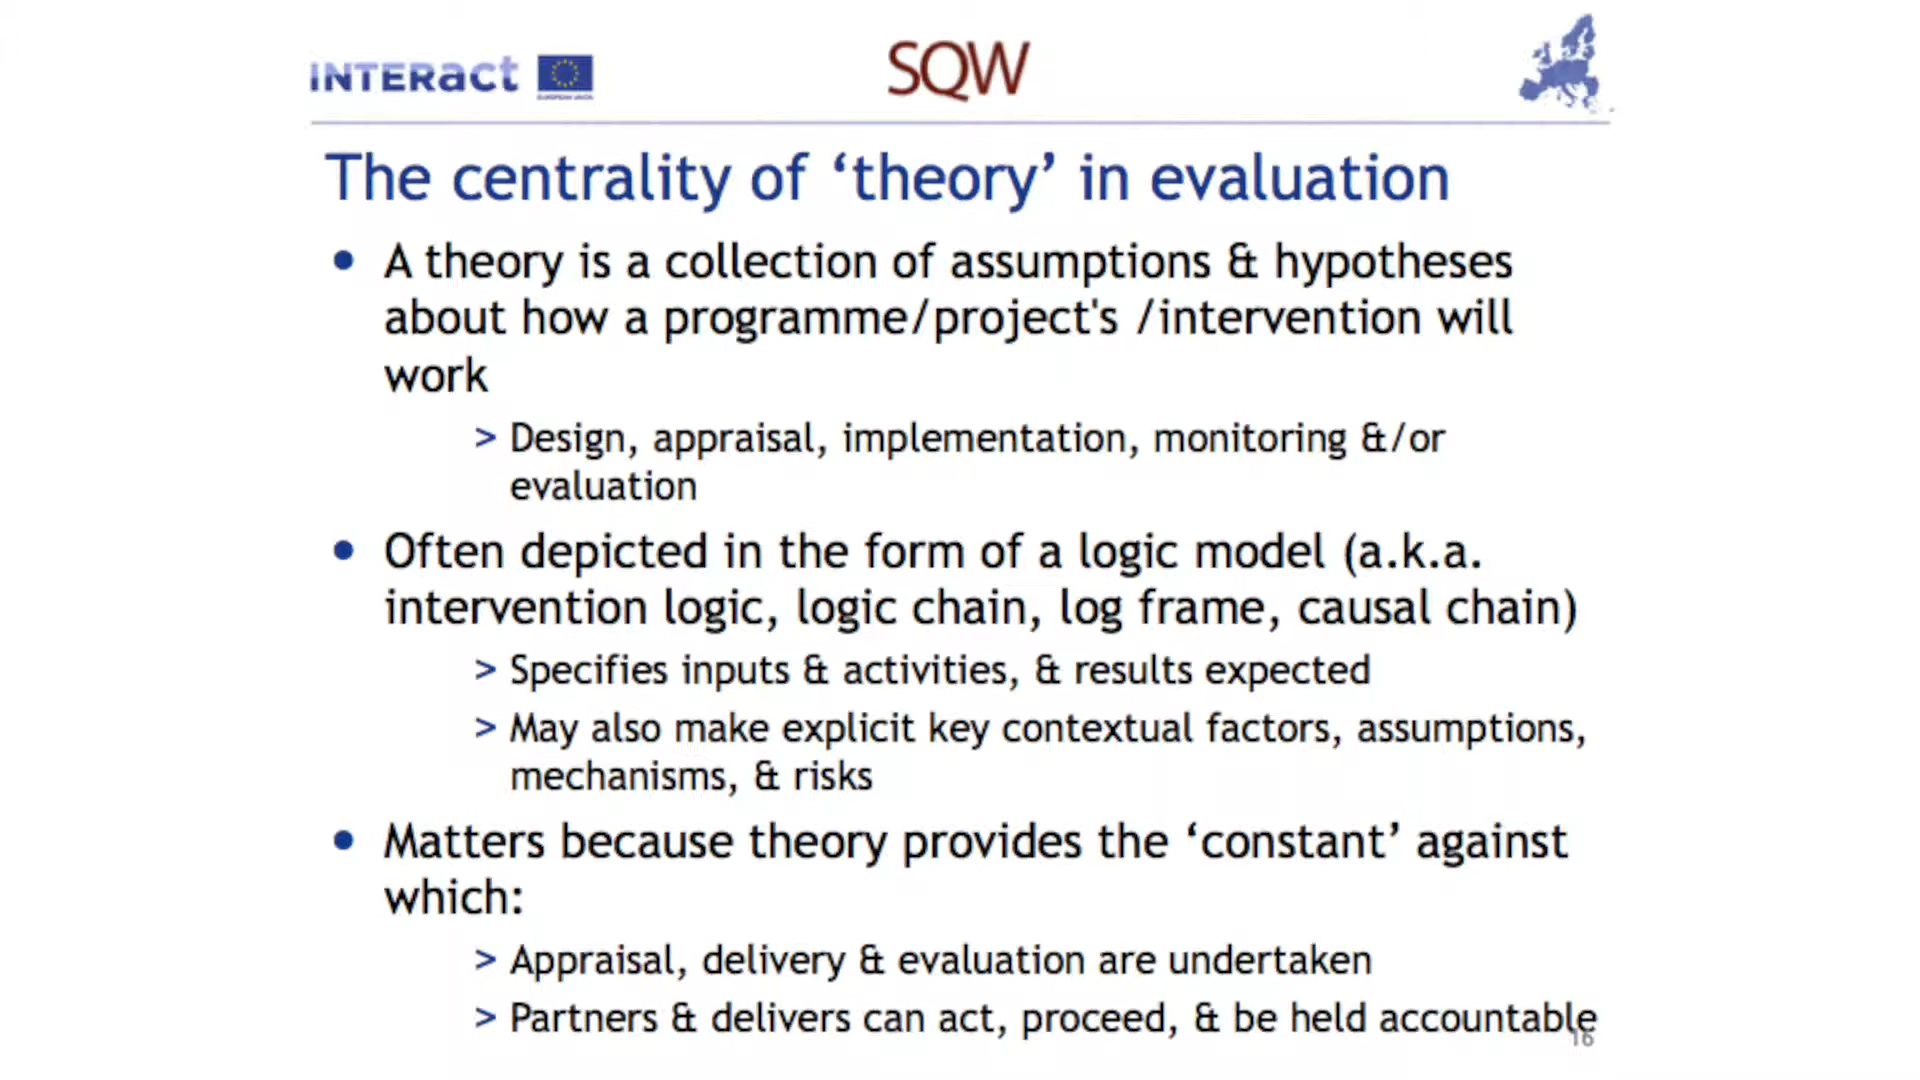 INTERact
SQW
The centrality of ‘theory’ in evaluation
• A theory is a collection of assumptions & hypotheses
about how a programme/project's /intervention will
work
> Design, appraisal, implementation, monitoring &/or
evaluation
• Often depicted in the form of a logic model (a.k.a.
intervention logic, logic chain, log frame, causal chain)
> Specifies inputs & activities, & results expected
> May also make explicit key contextual factors, assumptions,
mechanisms, & risks
• Matters because theory provides the ‘constant’ against
which:
> Appraisal, delivery & evaluation are undertaken
> Partners & delivers can act, proceed, & be held accountable
16